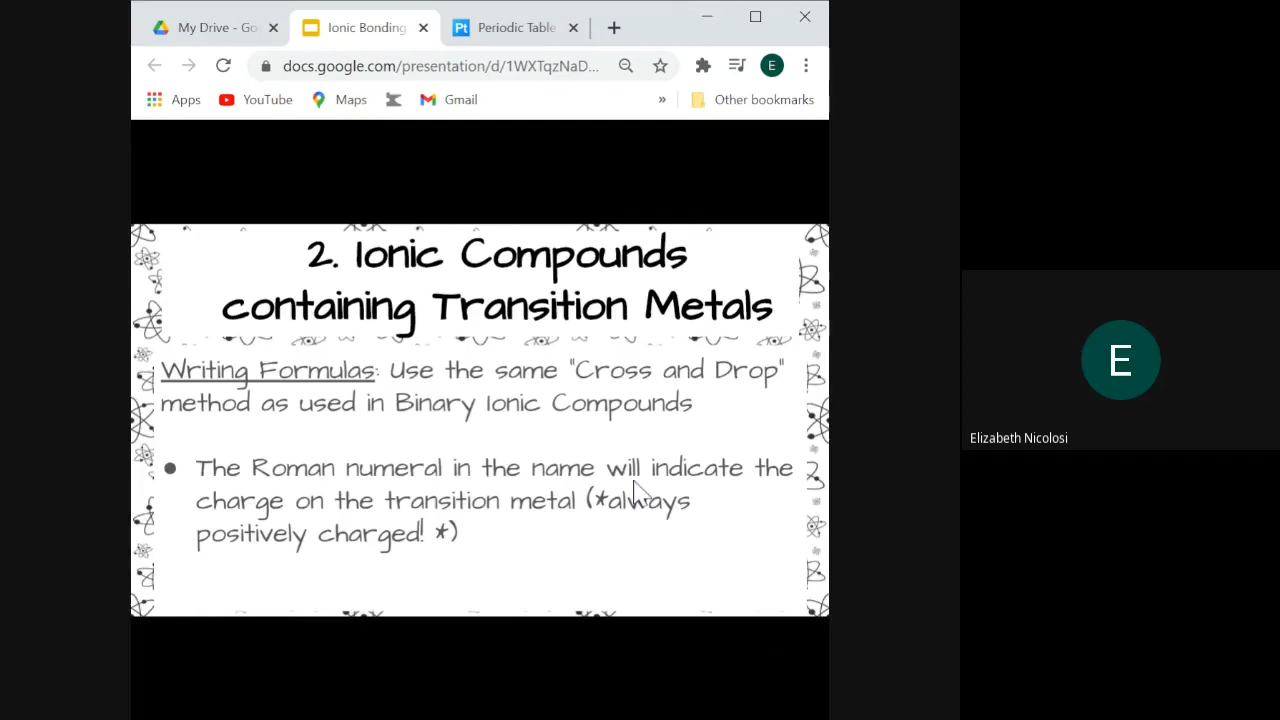 My Drive - Go
Ionic Bonding
Pt
Periodic Table
docs.google.com/presentation/d/1WXTqzNaD...
E
Apps
YouTube
Maps
Gmail
»
Other bookmarks
2. Ionic Compounds
containing Transition Metals
Writing Formulas: Use the same "Cross and Drop"
method as used in Binary Ionic Compounds
● The Roman numeral in the name will indicate the
charge on the transition metal (*always
positively charged! *)
E
Elizabeth Nicolosi